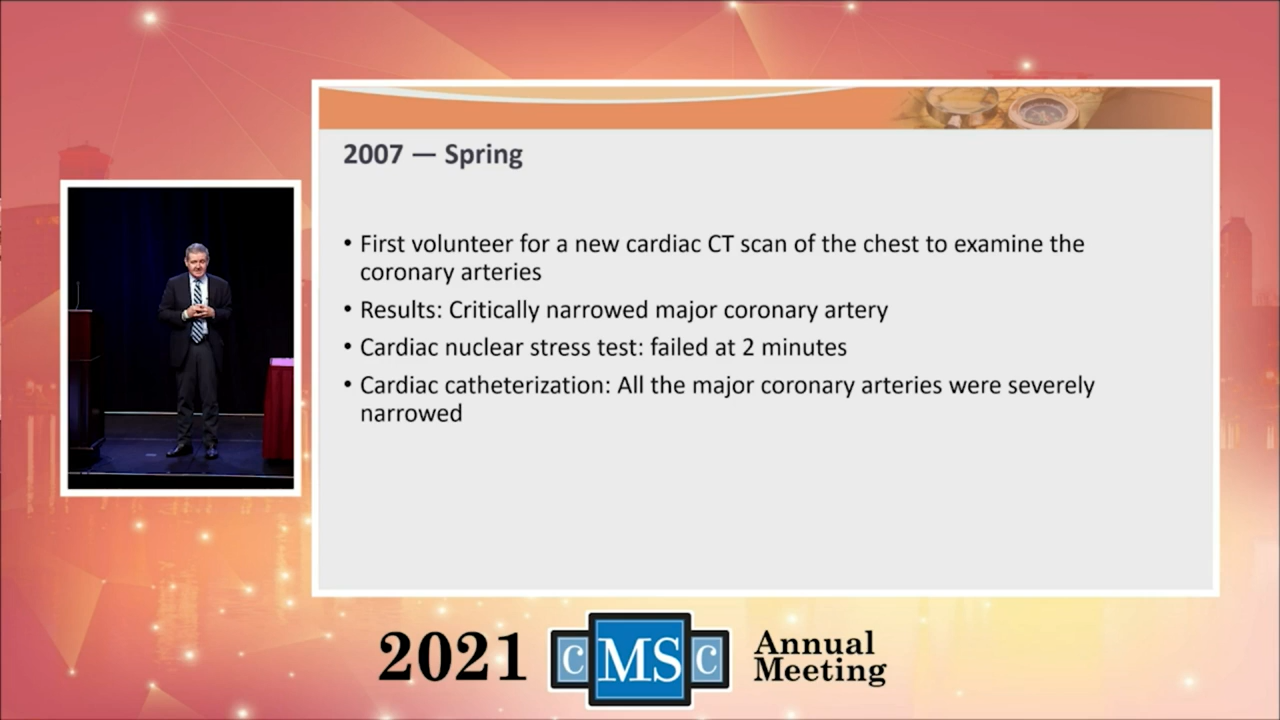 2007 — Spring
• First volunteer for a new cardiac CT scan of the chest to examine the
coronary arteries
• Results: Critically narrowed major coronary artery
• Cardiac nuclear stress test: failed at 2 minutes
• Cardiac catheterization: All the major coronary arteries were severely
narrowed
2021 CMSC Annual
Meeting